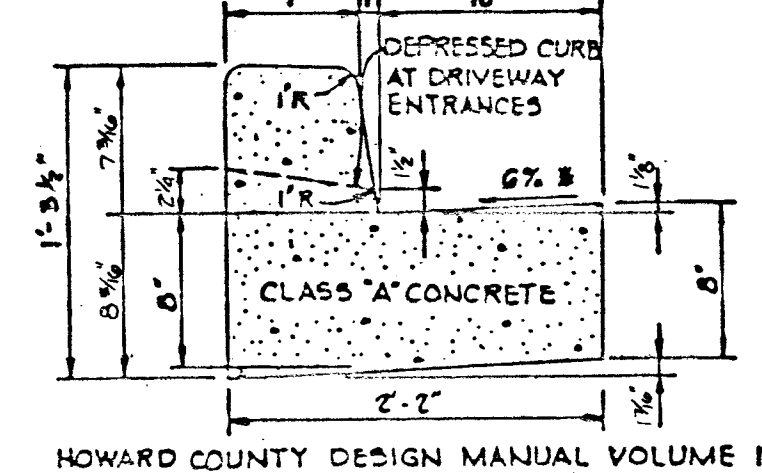 DEPRESSED CURB
AT DRIVEWAY
ENTRANCES
1"R
7 3/16"
1'-3 1/2"
2 1/4"
1 1/2"
6%
1 1/8"
1"R
8 5/16"
8"
CLASS "A" CONCRETE
8"
2'-2"
1 7/16"
HOWARD COUNTY DESIGN MANUAL VOLUME I